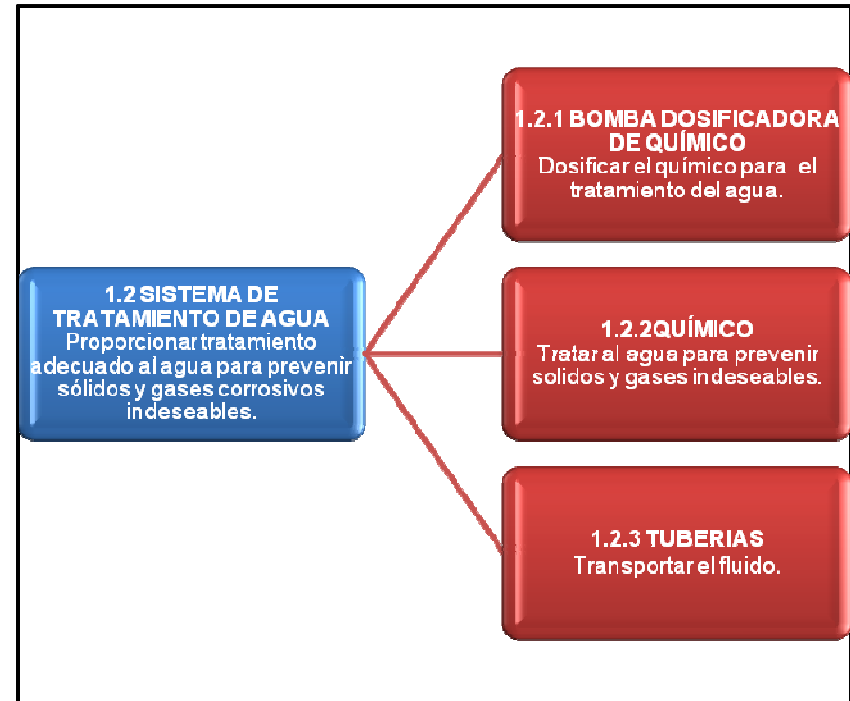 1.2 SISTEMA DE
TRATAMIENTO DE AGUA
Proporcionar tratamiento
adecuado al agua para prevenir
sólidos y gases corrosivos
indeseables.
1.2.1 BOMBA DOSIFICADORA
DE QUÍMICO
Dosificar el químico para el
tratamiento del agua.
1.2.2QUÍMICO
Tratar al agua para prevenir
solidos y gases indeseables.
1.2.3 TUBERIAS
Transportar el fluido.